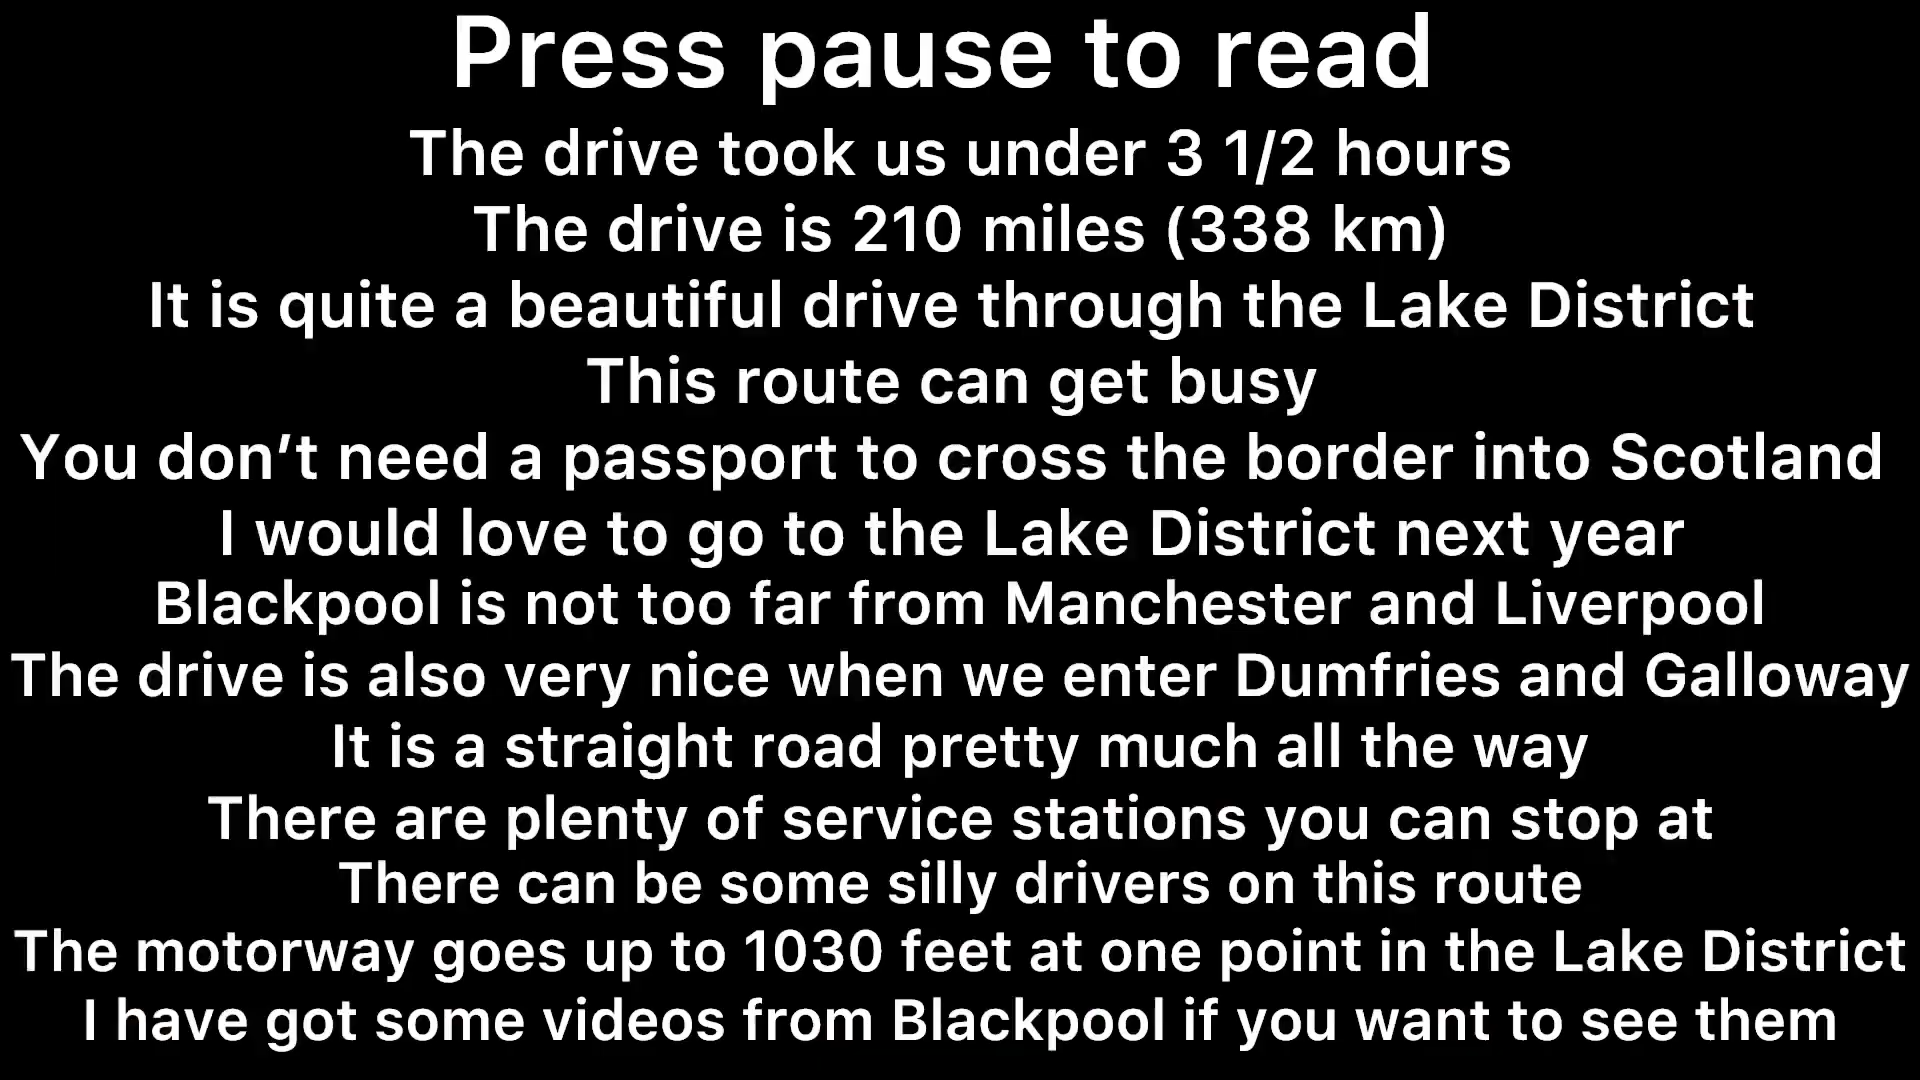 Press pause to read
The drive took us under 3 1/2 hours
The drive is 210 miles (338 km)
It is quite a beautiful drive through the Lake District
This route can get busy
You don’t need a passport to cross the border into Scotland
I would love to go to the Lake District next year
Blackpool is not too far from Manchester and Liverpool
The drive is also very nice when we enter Dumfries and Galloway
It is a straight road pretty much all the way
There are plenty of service stations you can stop at
There can be some silly drivers on this route
The motorway goes up to 1030 feet at one point in the Lake District
I have got some videos from Blackpool if you want to see them